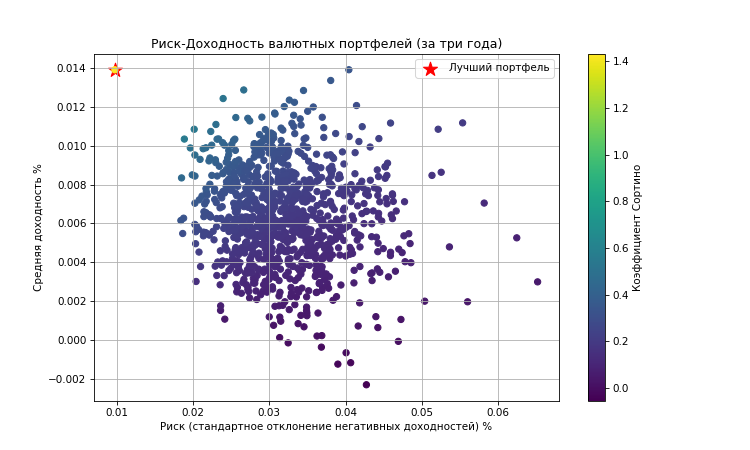 Риск-Доходность валютных портфелей (за три года)
Лучший портфель
0.014
0.012
0.010
0.008
0.006
0.004
0.002
0.000
−0.002
Средняя доходность %
0.01 0.02 0.03 0.04 0.05 0.06
Риск (стандартное отклонение негативных доходностей) %
1.4
1.2
1.0
0.8
0.6
0.4
0.2
0.0
Коэффициент Сортино